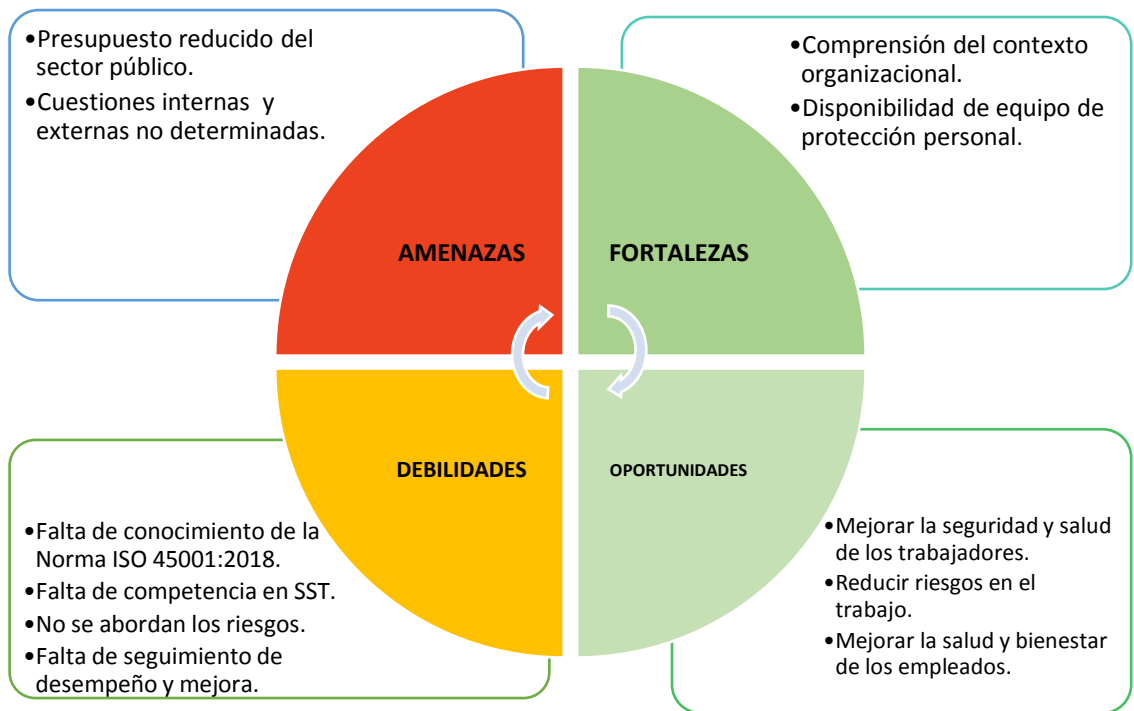 •Presupuesto reducido del
sector público.
•Cuestiones internas y
externas no determinadas.
•Comprensión del contexto
organizacional.
•Disponibilidad de equipo de
protección personal.
AMENAZAS
FORTALEZAS
DEBILIDADES
OPORTUNIDADES
•Falta de conocimiento de la
Norma ISO 45001:2018.
•Falta de competencia en SST.
•No se abordan los riesgos.
•Falta de seguimiento de
desempeño y mejora.
•Mejorar la seguridad y salud
de los trabajadores.
•Reducir riesgos en el
trabajo.
•Mejorar la salud y bienestar
de los empleados.